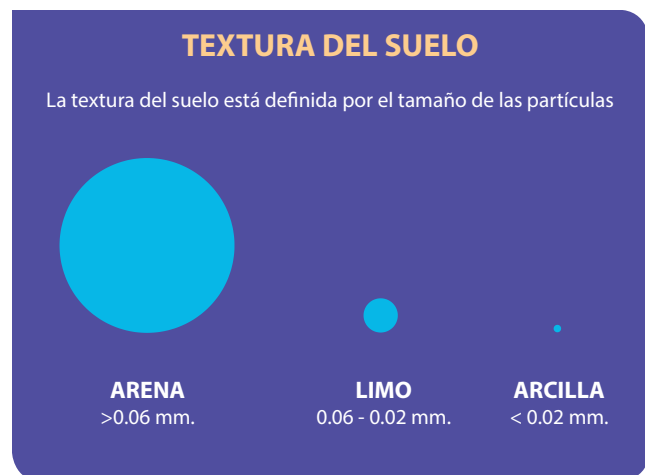 TEXTURA DEL SUELO
La textura del suelo está definida por el tamaño de las partículas
ARENA
>0.06 mm.
LIMO
0.06 - 0.02 mm.
ARCILLA
< 0.02 mm.